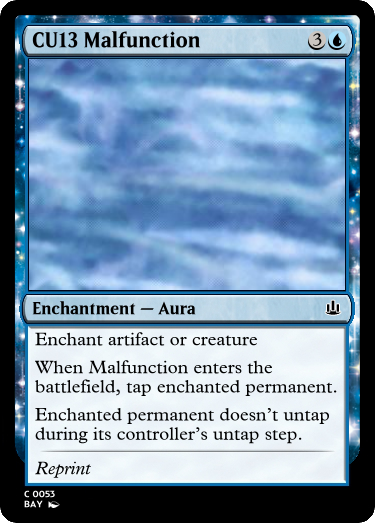 CU13 Malfunction 3
Enchantment — Aura
Enchant artifact or creature
When Malfunction enters the
battlefield, tap enchanted permanent.
Enchanted permanent doesn't untap
during its controller's untap step.
Reprint
C 0053
BAY